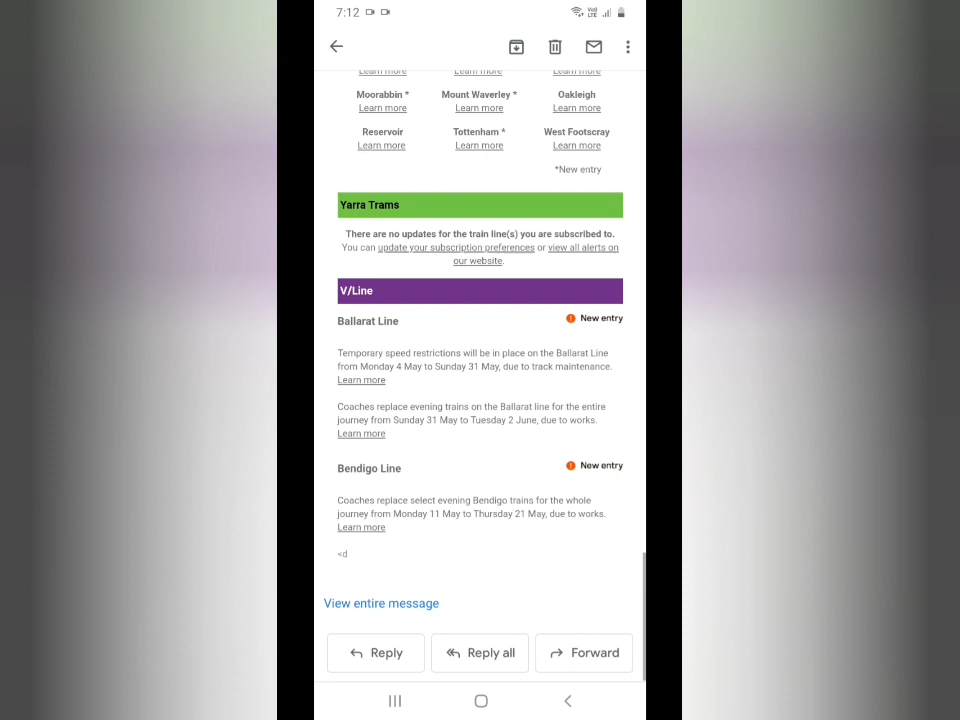 7:12
Learn more Learn more Learn more
Moorabbin * Mount Waverley * Oakleigh
Learn more Learn more Learn more
Reservoir Tottenham * West Footscray
Learn more Learn more Learn more
*New entry
Yarra Trams
There are no updates for the train line(s) you are subscribed to.
You can update your subscription preferences or view all alerts on
our website.
V/Line
Ballarat Line New entry
Temporary speed restrictions will be in place on the Ballarat Line
from Monday 4 May to Sunday 31 May, due to track maintenance.
Learn more
Coaches replace evening trains on the Ballarat line for the entire
journey from Sunday 31 May to Tuesday 2 June, due to works.
Learn more
Bendigo Line New entry
Coaches replace select evening Bendigo trains for the whole
journey from Monday 11 May to Thursday 21 May, due to works.
Learn more
<d
View entire message
Reply Reply all Forward